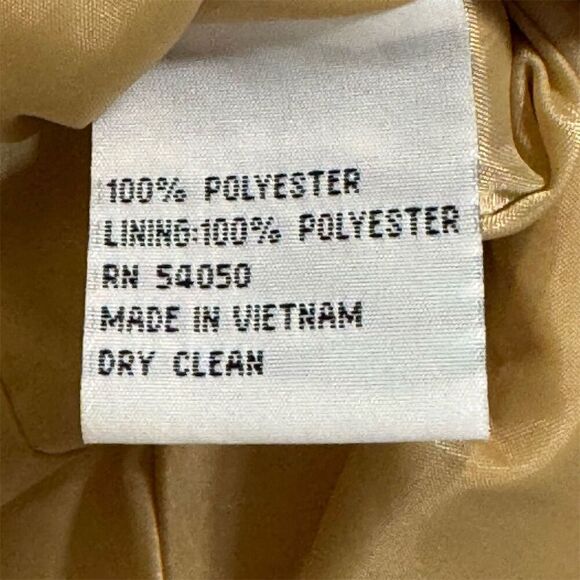 100% POLYESTER
LINING:100% POLYESTER
RN 54050
MADE IN VIETNAM
DRY CLEAN